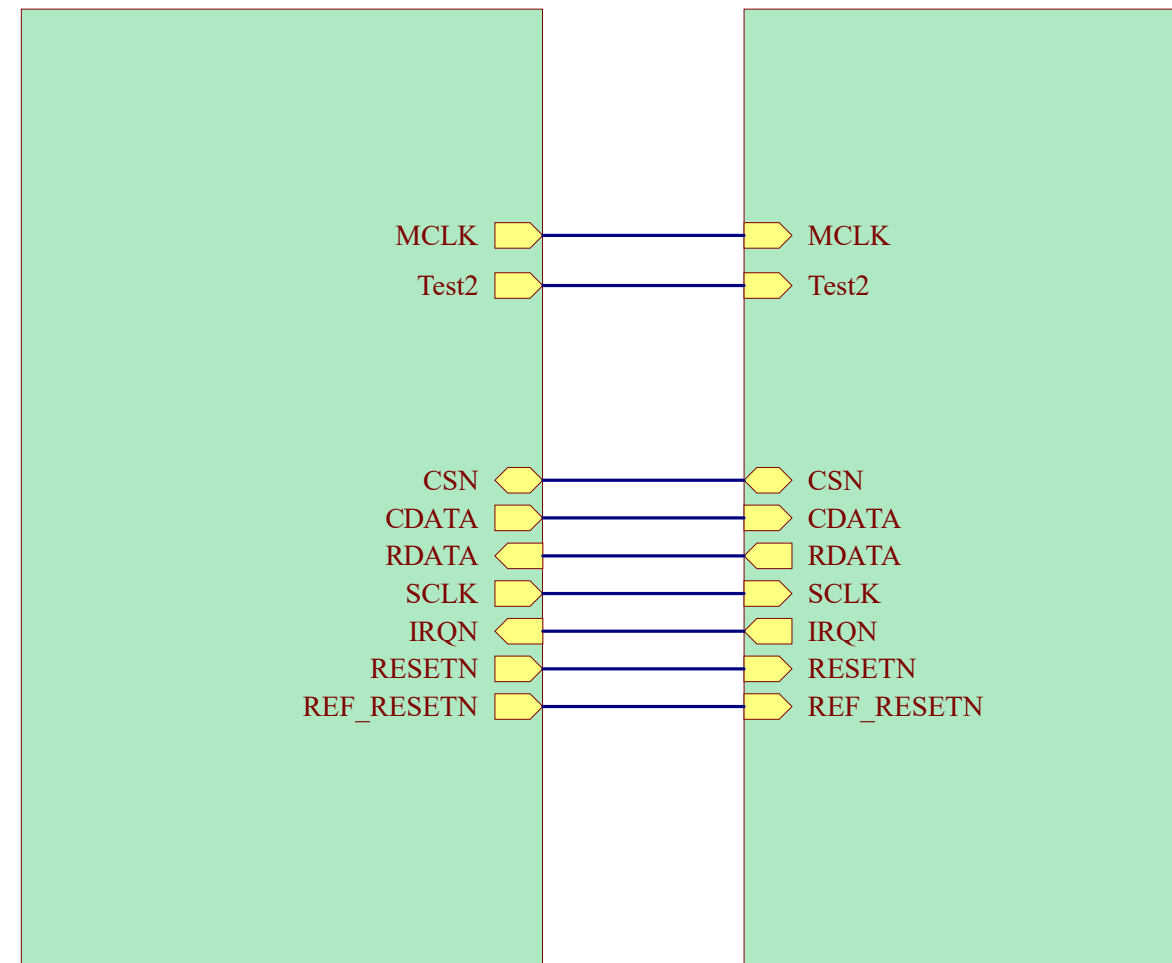 MCLK MCLK
Test2 Test2
CSN CSN
CDATA CDATA
RDATA RDATA
SCLK SCLK
IRQN IRQN
RESETN RESETN
REF_RESETN REF_RESETN